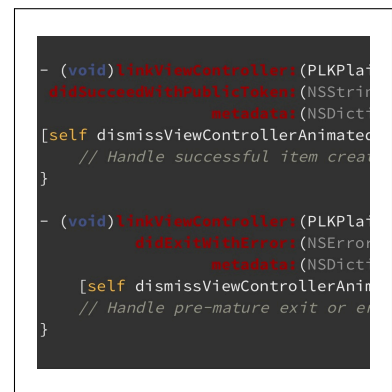 - (void)linkViewController:(PLKPlai
didSucceedWithPublicToken:(NSStrin
metadata:(NSDicti
[self dismissViewControllerAnimated
// Handle successful item creat
}
- (void)linkViewController:(PLKPlai
didExitWithError:(NSError
metadata:(NSDicti
[self dismissViewControllerAnim
// Handle pre-mature exit or er
}